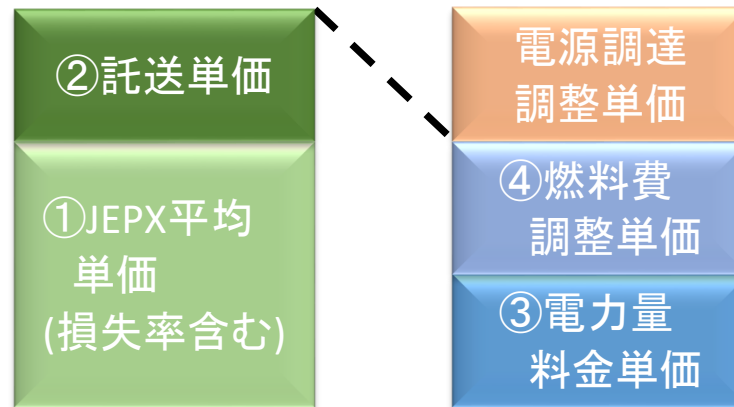 ②託送単価
①JEPX平均
単価
(損失率含む)
電源調達
調整単価
④燃料費
調整単価
③電力量
料金単価